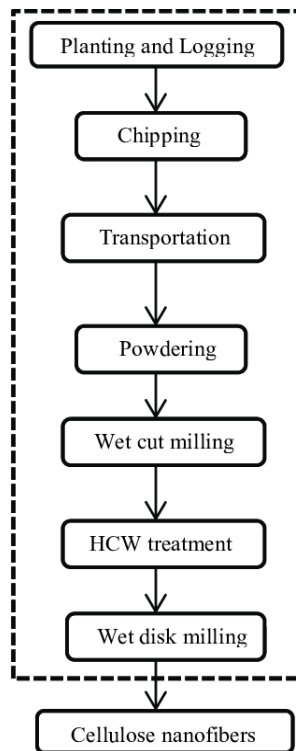 Planting and Logging
Chipping
Transportation
Powdering
Wet cut milling
HCW treatment
Wet disk milling
Cellulose nanofibers